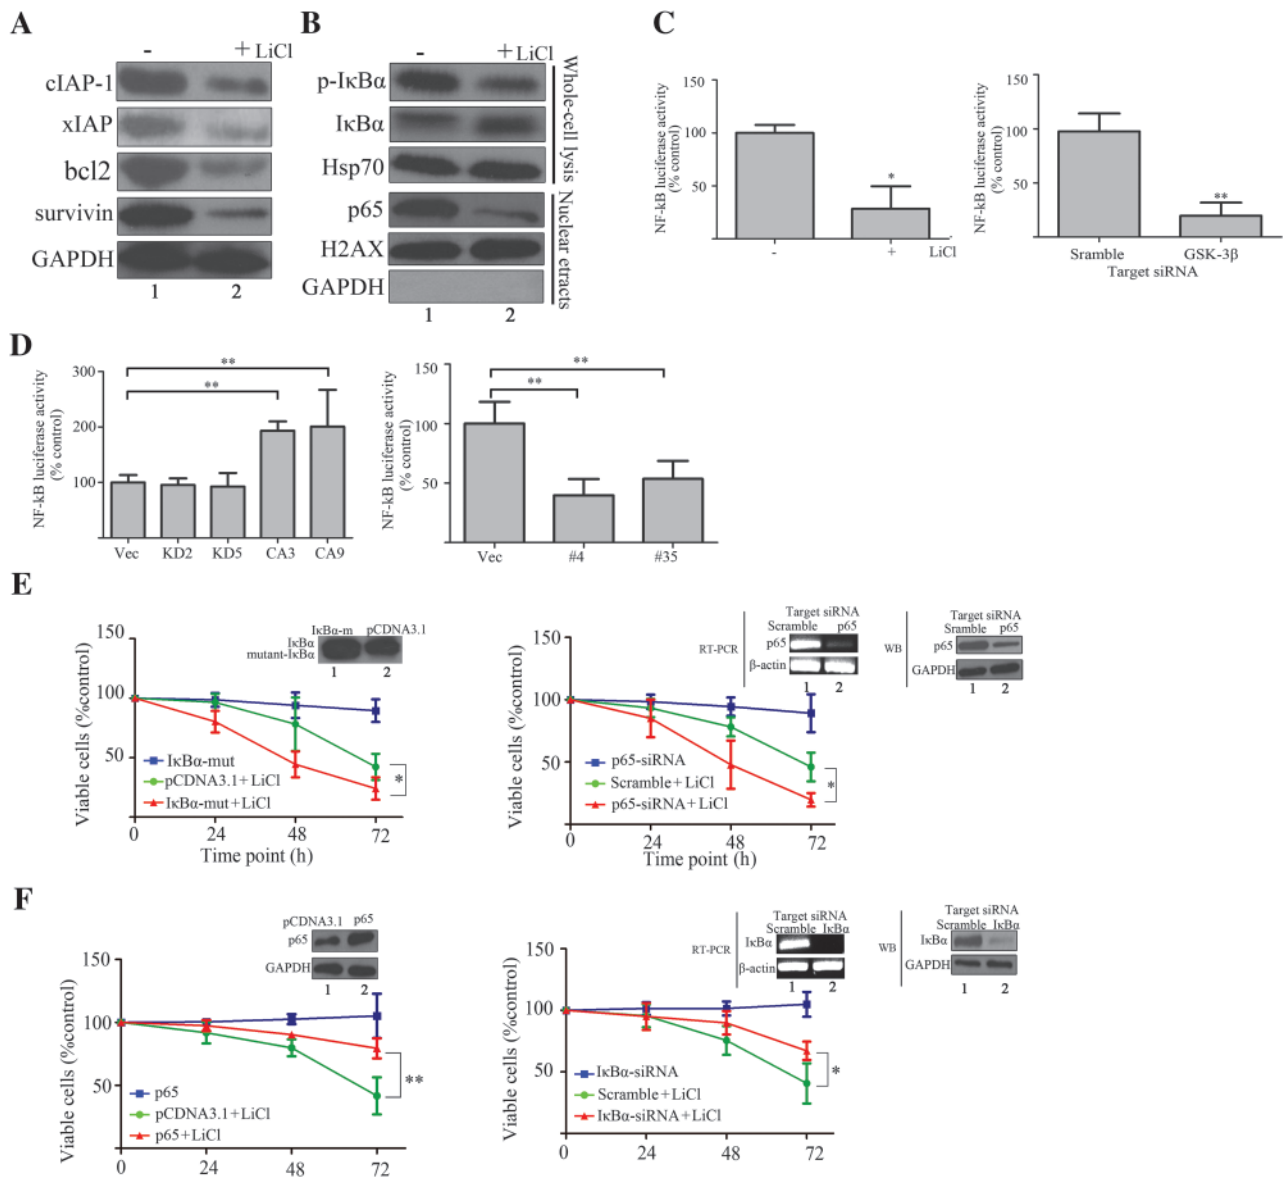 A
- + LiCl
cIAP-1
xIAP
bcl2
survivin
GAPDH
1 2
B
- + LiCl
p-IκBα
IκBα
Hsp70
p65
H2AX
GAPDH
1 2
Whole-cell lysis
Nuclear etracts
C
NF-kB luciferase activity
(% control)
150
100
50
*
- + LiCl
NF-kB luciferase activity
(% control)
150
100
50
**
Sramble GSK-3β
Target siRNA
D
NF-kB luciferase activity
(% control)
300
200
100
**
**
Vec KD2 KD5 CA3 CA9
NF-kB luciferase activity
(% control)
150
100
50
**
**
Vec #4 #35
E
Viable cells (%control)
150
100
50
IκBα-m pCDNA3.1
IκBα
mutant-IκBα
1 2
IκBα-mut
pCDNA3.1+LiCl
IκBα-mut+LiCl
*
0 24 48 72
Time point (h)
Viable cells (%control)
150
100
50
0
RT-PCR
Target siRNA
Scramble p65
p65
β-actin
1 2
WB
Target siRNA
Sramble p65
p65
GAPDH
1 2
p65-siRNA
Scramble+LiCl
p65-siRNA+LiCl
*
0 24 48 72
Time point (h)
F
Viable cells (%control)
150
100
50
0
pCDNA3.1 p65
p65
GAPDH
1 2
p65
pCDNA3.1+LiCl
p65+LiCl
**
0 24 48 72
Viable cells (%control)
150
100
50
0
RT-PCR
Target siRNA
Scramble IκBα
IκBα
β-actin
1 2
WB
Target siRNA
Scramble IκBα
IκBα
GAPDH
1 2
IκBα-siRNA
Scramble+LiCl
IκBα-siRNA+LiCl
*
0 24 48 72